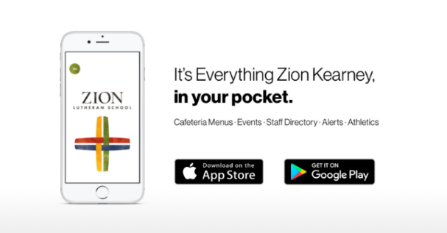 ZION
LUTHERAN SCHOOL
It's Everything Zion Kearney,
in your pocket.
Cafeteria Menus · Events · Staff Directory · Alerts · Athletics
Download on the
App Store
GET IT ON
Google Play